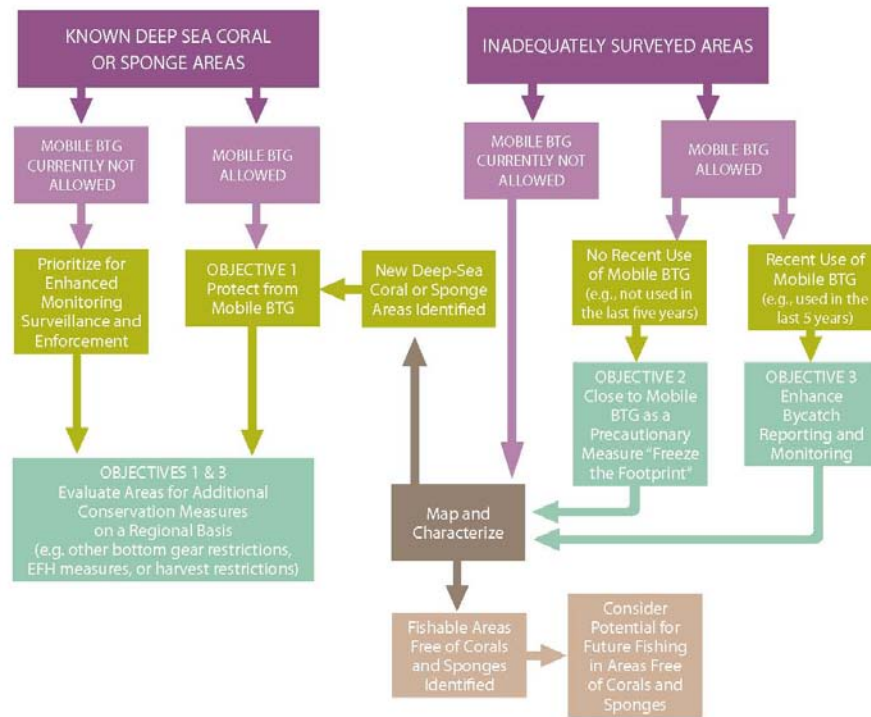 KNOWN DEEP SEA CORAL
OR SPONGE AREAS
INADEQUATELY SURVEYED AREAS
MOBILE BTG
CURRENTLY NOT
ALLOWED
MOBILE BTG
ALLOWED
MOBILE BTG
CURRENTLY NOT
ALLOWED
MOBILE BTG
ALLOWED
Prioritize for
Enhanced
Monitoring
Surveillance and
Enforcement
OBJECTIVE 1
Protect from
Mobile BTG
New Deep-Sea
Coral or Sponge
Areas Identified
No Recent Use
of Mobile BTG
(e.g., not used in
the last five years)
Recent Use of
Mobile BTG
(e.g., used in the
last 5 years)
OBJECTIVE 2
Close to Mobile
BTG as a
Precautionary
Measure "Freeze
the Footprint"
OBJECTIVE 3
Enhance
Bycatch
Reporting and
Monitoring
OBJECTIVES 1 & 3
Evaluate Areas for Additional
Conservation Measures
on a Regional Basis
(e.g. other bottom gear restrictions,
EFH measures, or harvest restrictions)
Map and
Characterize
Fishable Areas
Free of Corals
and Sponges
Identified
Consider
Potential for
Future Fishing
in Areas Free
of Corals and
Sponges